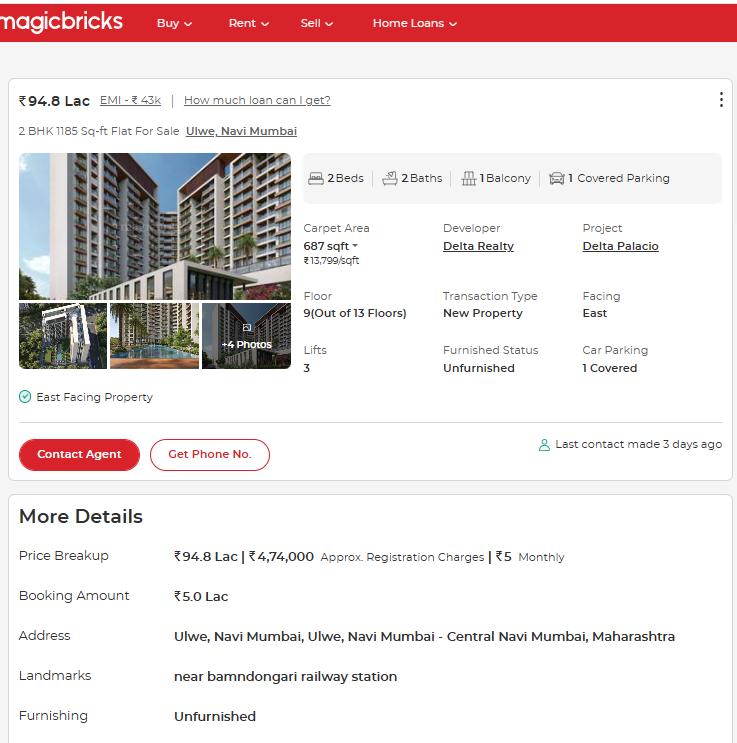 magicbricks Buy Rent Sell Home Loans
₹94.8 Lac EMI - ₹ 43k | How much loan can I get?
2 BHK 1185 Sq-ft Flat For Sale Ulwe, Navi Mumbai
2 Beds 2 Baths 1 Balcony 1 Covered Parking
Carpet Area Developer Project
687 sqft Delta Realty Delta Palacio
₹13,799/sqft
Floor Transaction Type Facing
9(Out of 13 Floors) New Property East
Lifts Furnished Status Car Parking
3 Unfurnished 1 Covered
+4 Photos
East Facing Property
Contact Agent Get Phone No. Last contact made 3 days ago
More Details
Price Breakup ₹94.8 Lac | ₹4,74,000 Approx. Registration Charges | ₹5 Monthly
Booking Amount ₹5.0 Lac
Address Ulwe, Navi Mumbai, Ulwe, Navi Mumbai - Central Navi Mumbai, Maharashtra
Landmarks near bamndongari railway station
Furnishing Unfurnished